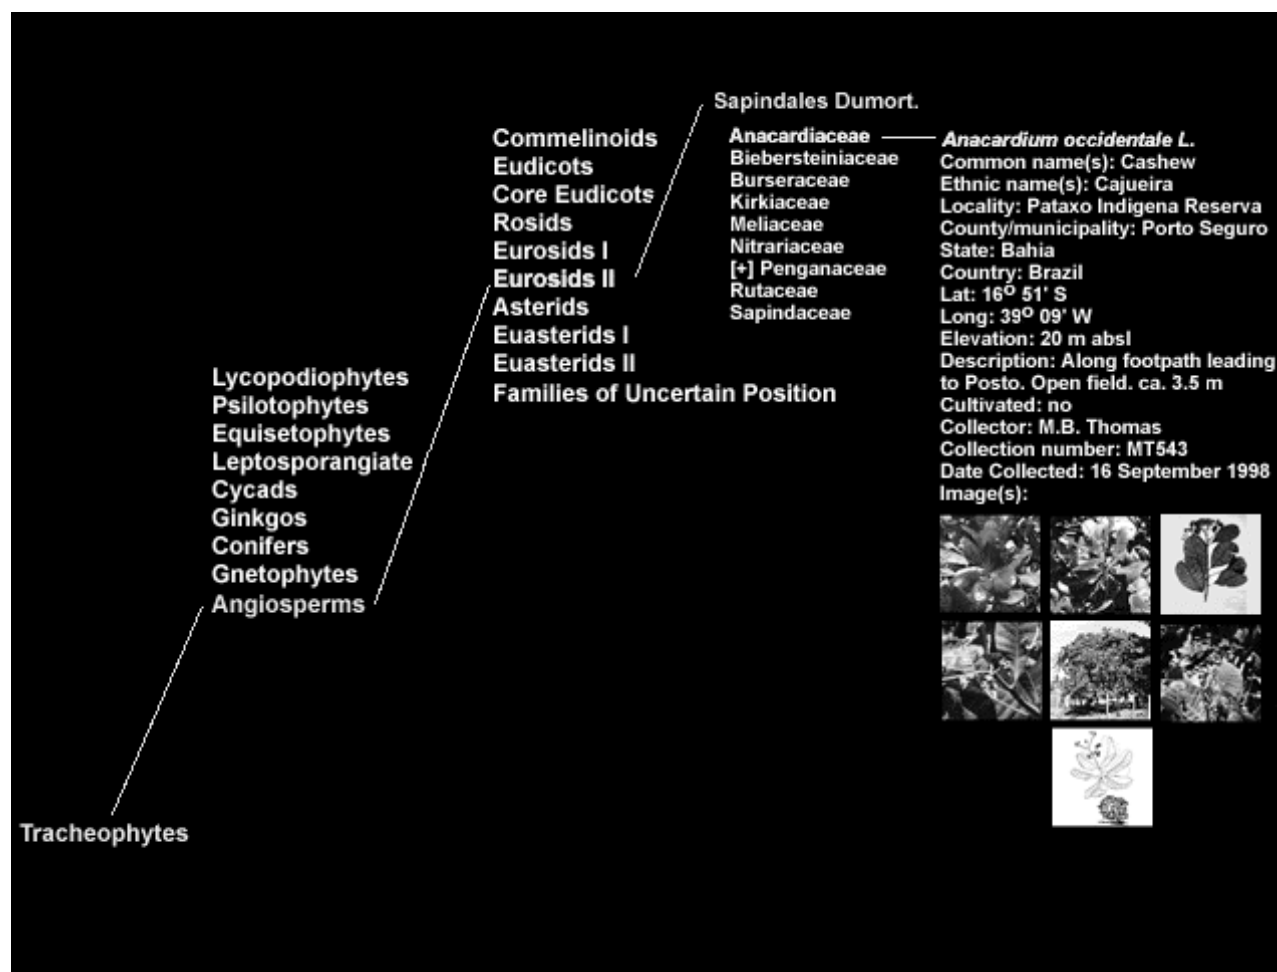 Sapindales Dumort.
Commelinoids
Eudicots
Core Eudicots
Rosids
Eurosids I
Eurosids II
Asterids
Euasterids I
Euasterids II
Families of Uncertain Position
Anacardiaceae
Biebersteiniaceae
Burseraceae
Kirkiaceae
Meliaceae
Nitrariaceae
[+] Penganaceae
Rutaceae
Sapindaceae
Anacardium occidentale L.
Common name(s): Cashew
Ethnic name(s): Cajueira
Locality: Pataxo Indigena Reserva
County/municipality: Porto Seguro
State: Bahia
Country: Brazil
Lat: 16º 51' S
Long: 39º 09' W
Elevation: 20 m absl
Description: Along footpath leading
to Posto. Open field. ca. 3.5 m
Cultivated: no
Collector: M.B. Thomas
Collection number: MT543
Date Collected: 16 September 1998
Image(s):
Lycopodiophytes
Psilotophytes
Equisetophytes
Leptosporangiate
Cycads
Ginkgos
Conifers
Gnetophytes
Angiosperms
Tracheophytes